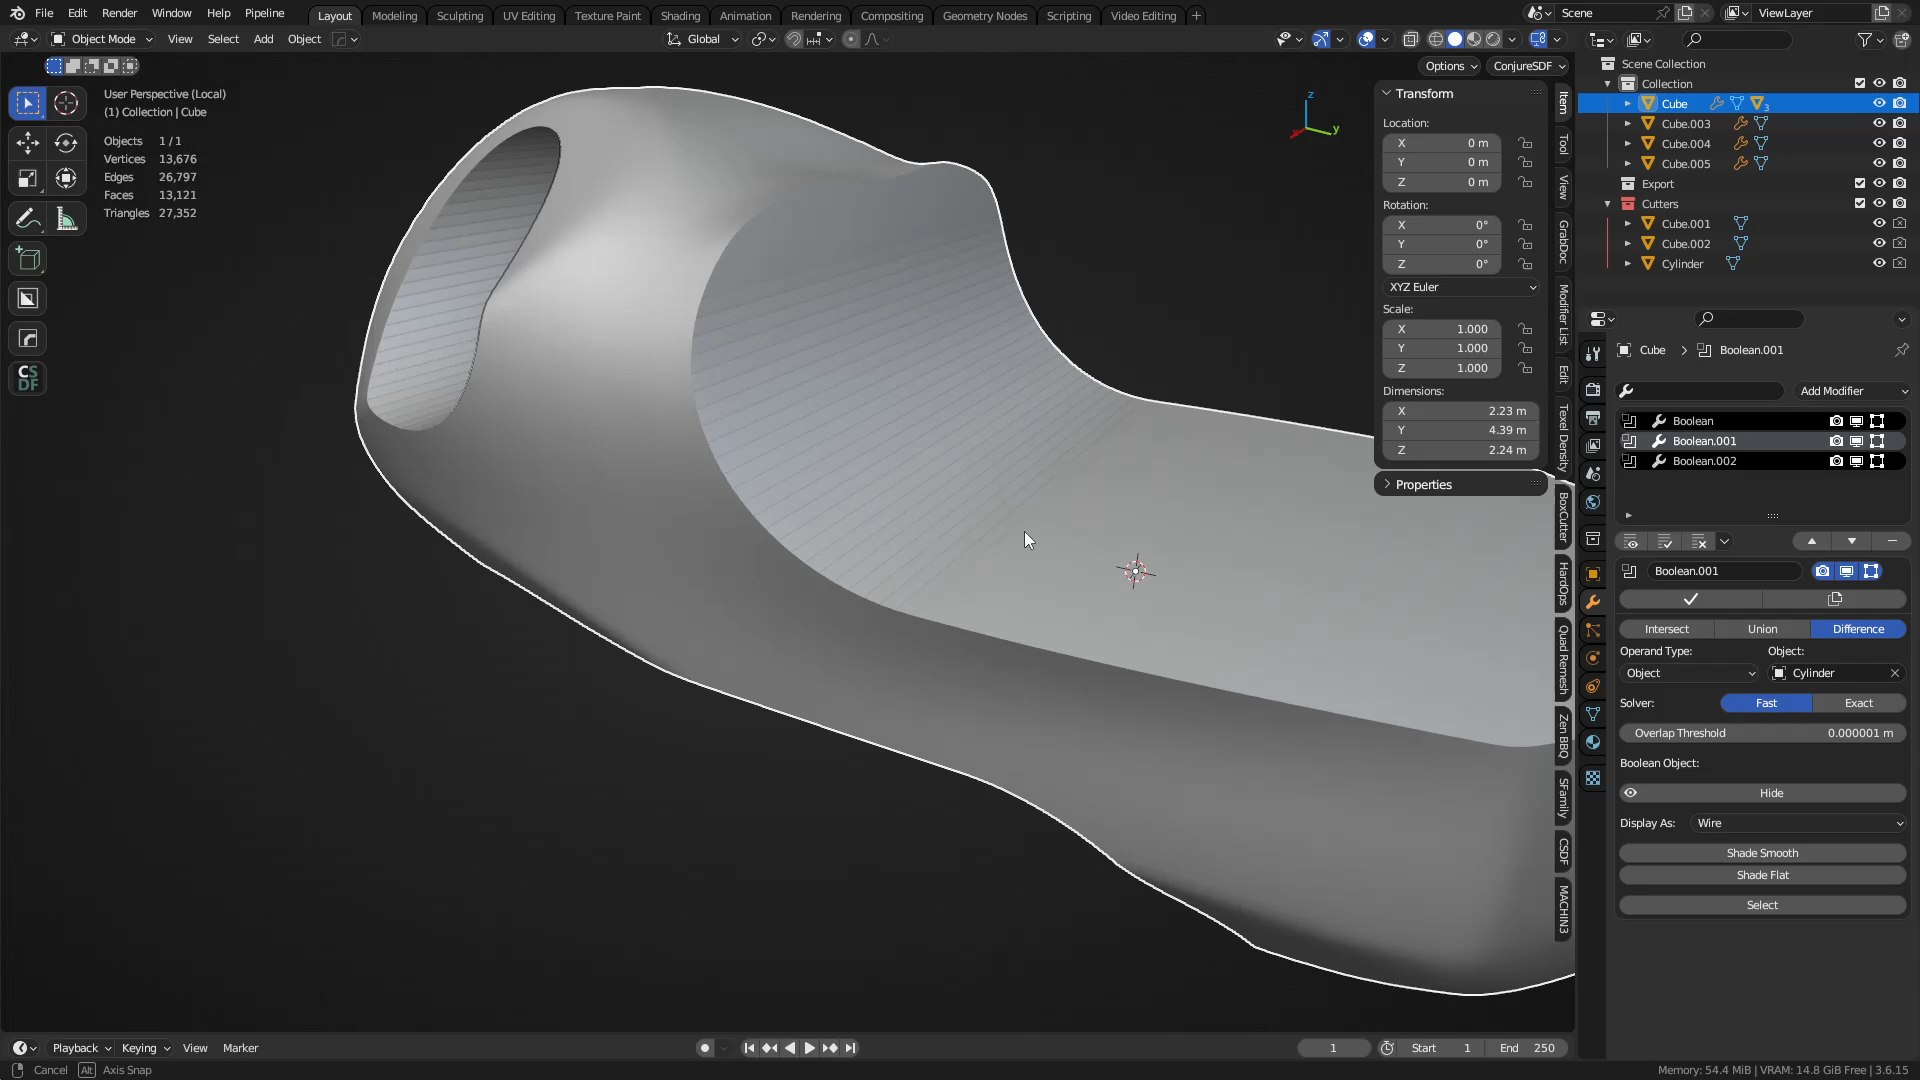 File Edit Render Window Help Pipeline Layout Modeling Sculpting UV Editing Texture Paint Shading Animation Rendering Compositing Geometry Nodes Scripting Video Editing + Scene ViewLayer
Object Mode View Select Add Object Global
Options ConjureSDF
User Perspective (Local)
(1) Collection | Cube
Objects 1 / 1
Vertices 13,676
Edges 26,797
Faces 13,121
Triangles 27,352
CS
DF
z
y
Transform
Location:
X 0 m
Y 0 m
Z 0 m
Rotation:
X 0°
Y 0°
Z 0°
XYZ Euler
Scale:
X 1.000
Y 1.000
Z 1.000
Dimensions:
X 2.23 m
Y 4.39 m
Z 2.24 m
Properties
Item
Tool
View
GrabDoc
Modifier List
Edit
Texel Density
BoxCutter
HardOps
Quad Remesh
Zen BBQ
SFamily
CSDF
MACHIN3
Scene Collection
Collection
Cube 3
Cube.003
Cube.004
Cube.005
Export
Cutters
Cube.001
Cube.002
Cylinder
Cube Boolean.001
Add Modifier
Boolean
Boolean.001
Boolean.002
Boolean.001
Intersect Union Difference
Operand Type: Object:
Object Cylinder
Solver: Fast Exact
Overlap Threshold 0.000001 m
Boolean Object:
Hide
Display As: Wire
Shade Smooth
Shade Flat
Select
Playback Keying View Marker 1 Start 1 End 250
Cancel Alt Axis Snap Memory: 54.4 MiB | VRAM: 14.8 GiB Free | 3.6.15